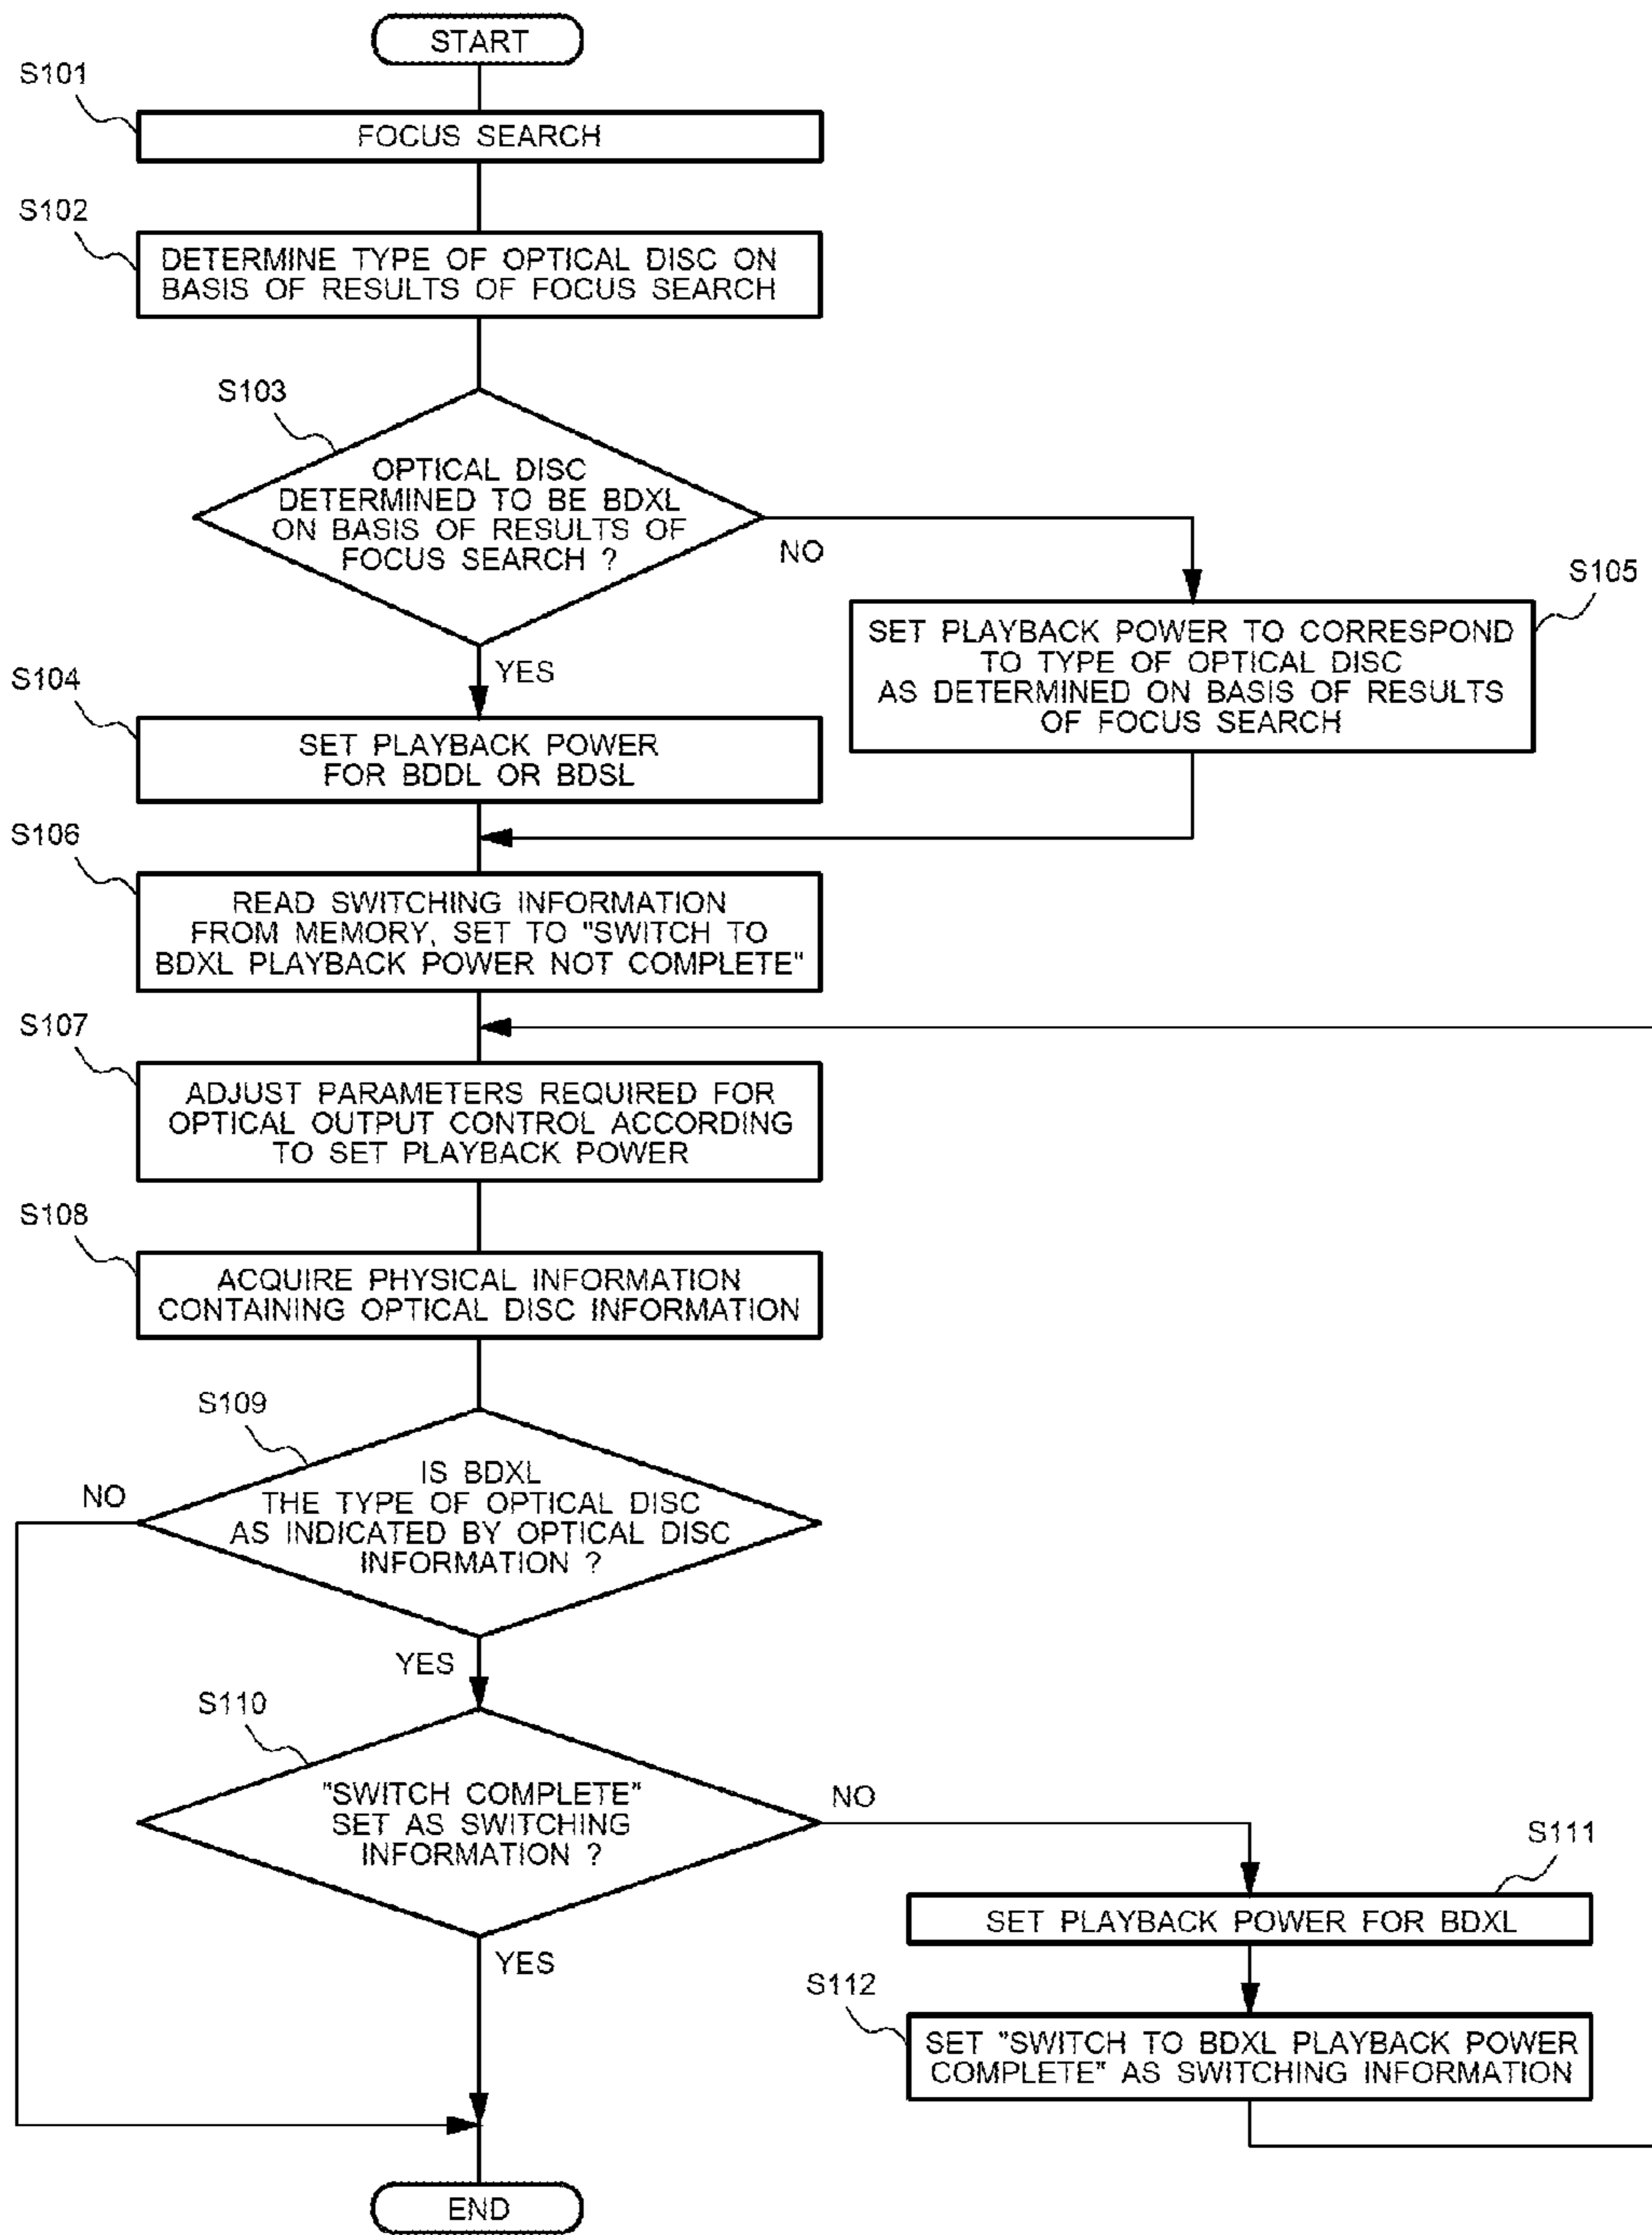 START
S101
FOCUS SEARCH
S102
DETERMINE TYPE OF OPTICAL DISC ON
BASIS OF RESULTS OF FOCUS SEARCH
S103
OPTICAL DISC
DETERMINED TO BE BDXL
ON BASIS OF RESULTS OF
FOCUS SEARCH ?
NO
YES
S105
SET PLAYBACK POWER TO CORRESPOND
TO TYPE OF OPTICAL DISC
AS DETERMINED ON BASIS OF RESULTS
OF FOCUS SEARCH
S104
SET PLAYBACK POWER
FOR BDDL OR BDSL
S106
READ SWITCHING INFORMATION
FROM MEMORY, SET TO "SWITCH TO
BDXL PLAYBACK POWER NOT COMPLETE"
S107
ADJUST PARAMETERS REQUIRED FOR
OPTICAL OUTPUT CONTROL ACCORDING
TO SET PLAYBACK POWER
S108
ACQUIRE PHYSICAL INFORMATION
CONTAINING OPTICAL DISC INFORMATION
S109
IS BDXL
THE TYPE OF OPTICAL DISC
AS INDICATED BY OPTICAL DISC
INFORMATION ?
NO
YES
S110
"SWITCH COMPLETE"
SET AS SWITCHING
INFORMATION ?
NO
YES
S111
SET PLAYBACK POWER FOR BDXL
S112
SET "SWITCH TO BDXL PLAYBACK POWER
COMPLETE" AS SWITCHING INFORMATION
END